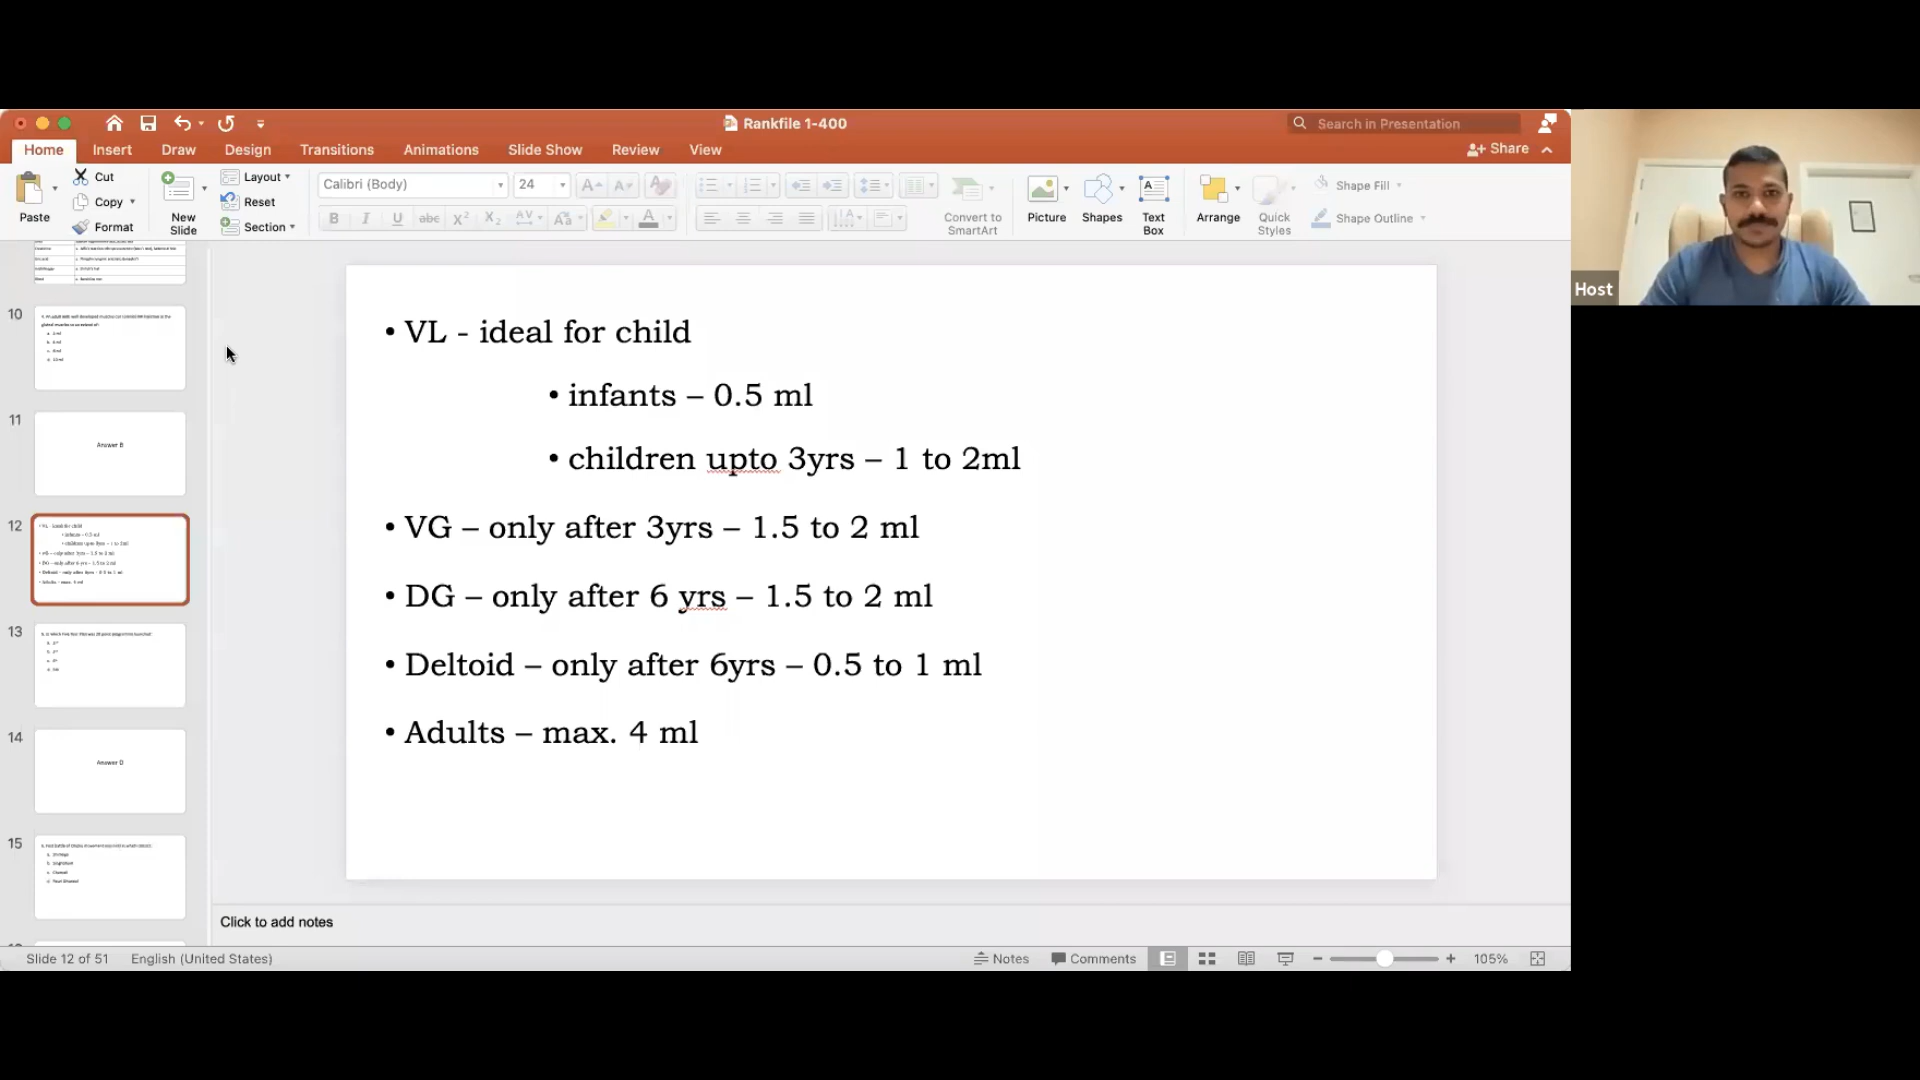 Rankfile 1-400
Search in Presentation
Home Insert Draw Design Transitions Animations Slide Show Review View Share
Paste
Cut
Copy
Format
New Slide
Layout
Reset
Section
Calibri (Body) 24
Convert to SmartArt
Picture
Shapes
Text Box
Arrange
Quick Styles
Shape Fill
Shape Outline
10
11
Answer B
12
13
14
Answer D
15
• VL - ideal for child
• infants – 0.5 ml
• children upto 3yrs – 1 to 2ml
• VG – only after 3yrs – 1.5 to 2 ml
• DG – only after 6 yrs – 1.5 to 2 ml
• Deltoid – only after 6yrs – 0.5 to 1 ml
• Adults – max. 4 ml
Click to add notes
Slide 12 of 51 English (United States) Notes Comments 105%
Host